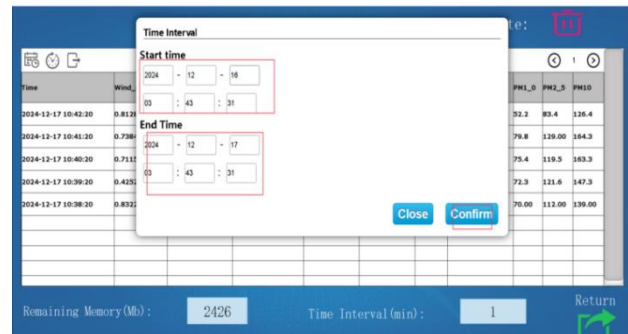 te:
Time Interval
Start time
2024 - 12 - 16
03 : 43 : 31
End Time
2024 - 12 - 17
03 : 43 : 31
Close Confirm
1
Time Wind_ PM1_0 PM2_5 PM10
2024-12-17 10:42:20 0.812 52.2 83.4 126.4
2024-12-17 10:41:20 0.738 79.8 129.00 164.3
2024-12-17 10:40:20 0.711 75.4 119.5 163.3
2024-12-17 10:39:20 0.425 72.3 121.6 147.3
2024-12-17 10:38:20 0.832 70.00 112.00 139.00
Remaining Memory(Mb): 2426 Time Interval(min): 1 Return